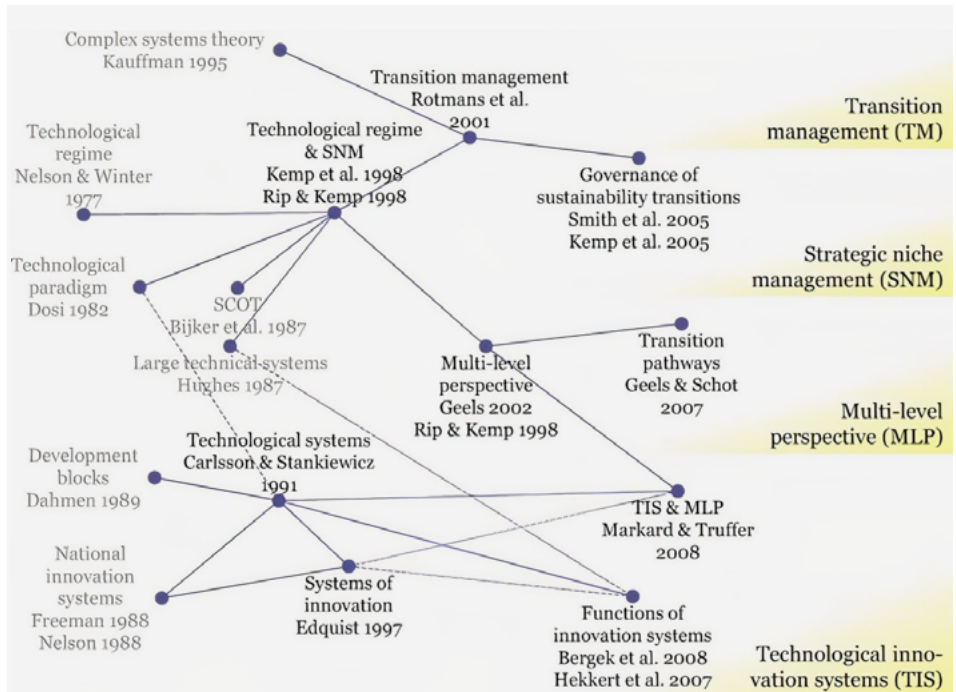 Complex systems theory
Kauffman 1995
Transition management
Rotmans et al.
2001
Transition
management (TM)
Technological
regime
Nelson & Winter
1977
Technological regime
& SNM
Kemp et al. 1998
Rip & Kemp 1998
Governance of
sustainability transitions
Smith et al. 2005
Kemp et al. 2005
Strategic niche
management (SNM)
Technological
paradigm
Dosi 1982
SCOT
Bijker et al. 1987
Large technical systems
Hughes 1987
Multi-level
perspective
Geels 2002
Rip & Kemp 1998
Transition
pathways
Geels & Schot
2007
Multi-level
perspective (MLP)
Development
blocks
Dahmen 1989
Technological systems
Carlsson & Stankiewicz
1991
TIS & MLP
Markard & Truffer
2008
National
innovation
systems
Freeman 1988
Nelson 1988
Systems of
innovation
Edquist 1997
Functions of
innovation systems
Bergek et al. 2008
Hekkert et al. 2007
Technological inno-
vation systems (TIS)